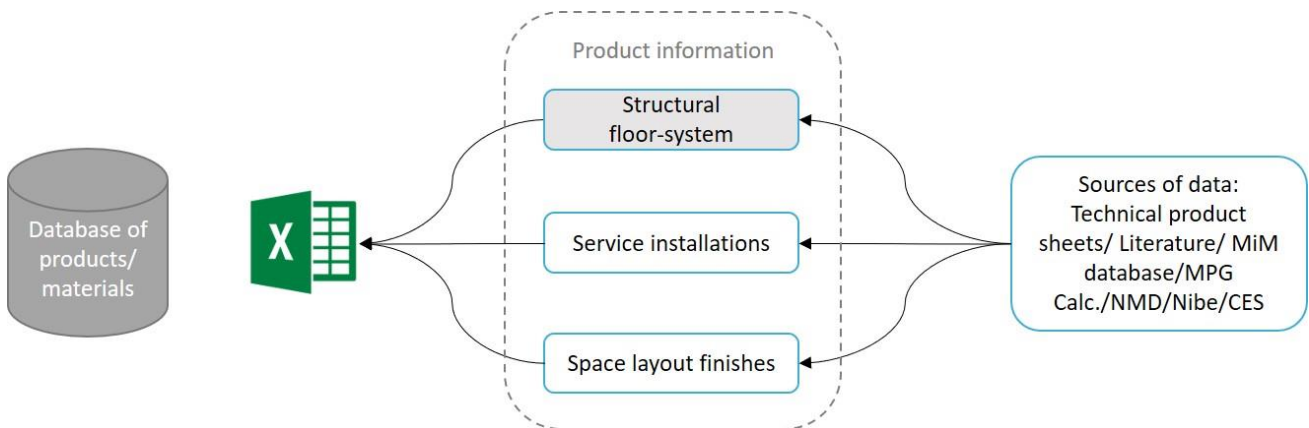 Product information
Structural
floor-system
Database of
products/
materials
X
Service installations
Sources of data:
Technical product
sheets/ Literature/ MiM
database/MPG
Calc./NMD/Nibe/CES
Space layout finishes